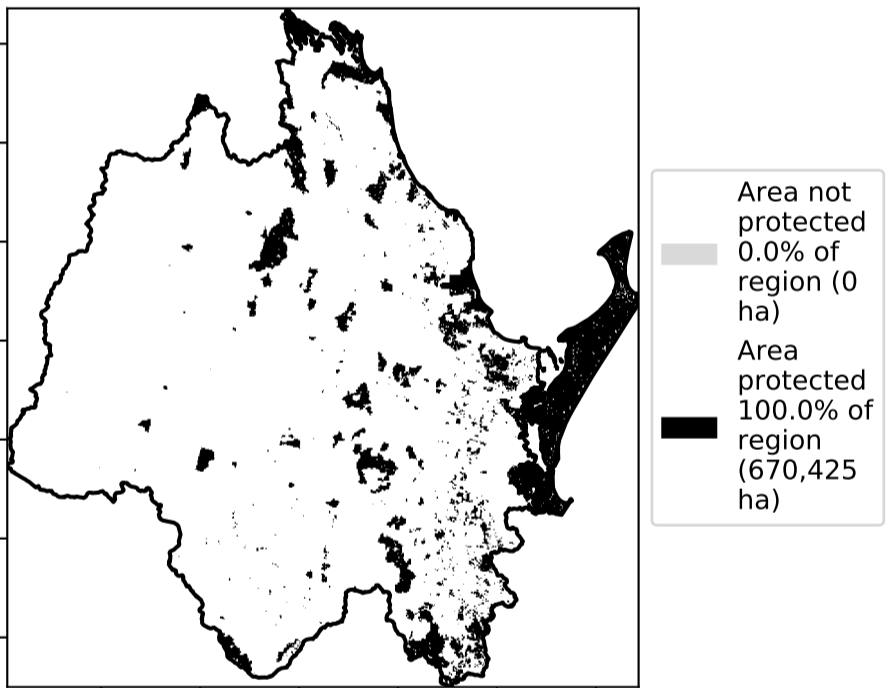 Area not
protected
0.0% of
region (0
ha)
Area
protected
100.0% of
region
(670,425
ha)